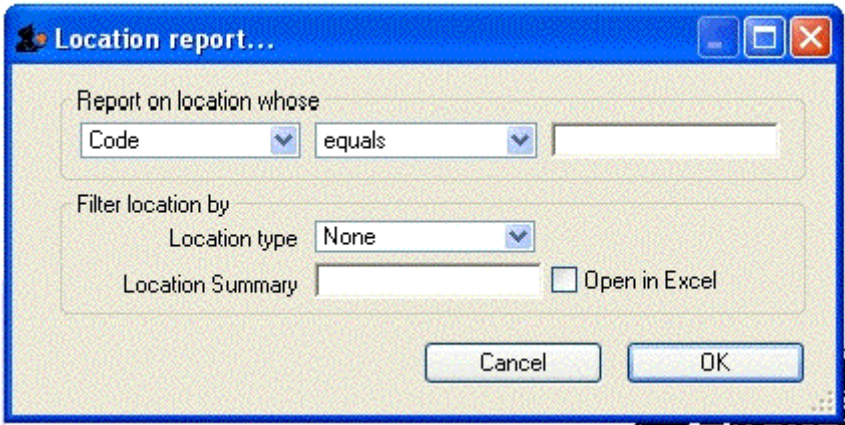 Location report...
Report on location whose
Code equals
Filter location by
Location type None
Location Summary Open in Excel
Cancel OK